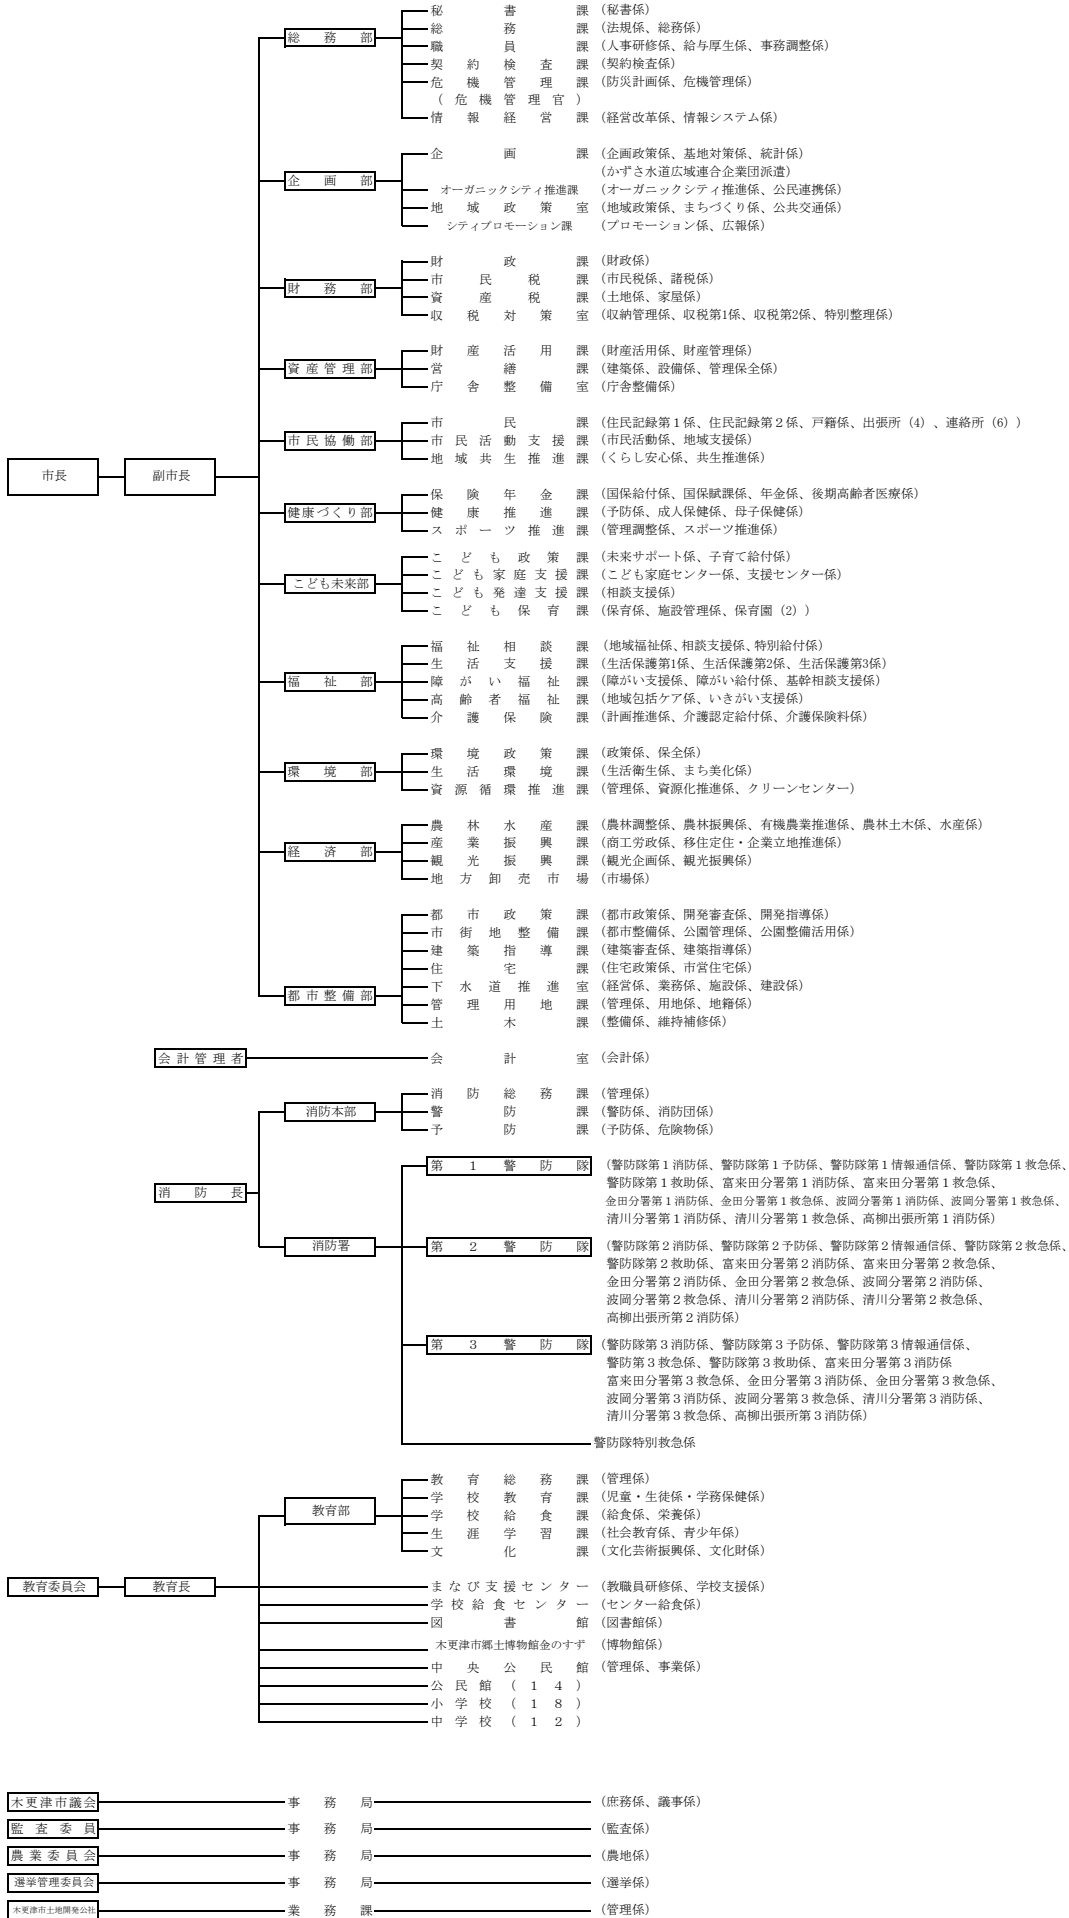 秘書課（秘書係）
総務課（法規係、総務係）
総務部
職員課（人事研修係、給与厚生係、事務調整係）
契約検査課（契約検査係）
危機管理課（防災計画係、危機管理係）
（危機管理官）
情報経営課（経営改革係、情報システム係）
企画課（企画政策係、基地対策係、統計係）
（かずさ水道広域連合企業団派遣）
企画部
オーガニックシティ推進課（オーガニックシティ推進係、公民連携係）
地域政策室（地域政策係、まちづくり係、公共交通係）
シティプロモーション課（プロモーション係、広報係）
財政課（財政係）
市民税課（市民税係、諸税係）
財務部
資産税課（土地係、家屋係）
収税対策室（収納管理係、収税第1係、収税第2係、特別整理係）
財産活用課（財産活用係、財産管理係）
資産管理部
営繕課（建築係、設備係、管理保全係）
庁舎整備室（庁舎整備係）
市民課（住民記録第１係、住民記録第２係、戸籍係、出張所（4）、連絡所（6））
市民協働部
市民活動支援課（市民活動係、地域支援係）
地域共生推進課（くらし安心係、共生推進係）
市長
副市長
保険年金課（国保給付係、国保賦課係、年金係、後期高齢者医療係）
健康づくり部
健康推進課（予防係、成人保健係、母子保健係）
スポーツ推進課（管理調整係、スポーツ推進係）
こども政策課（未来サポート係、子育て給付係）
こども家庭支援課（こども家庭センター係、支援センター係）
こども未来部
こども発達支援課（相談支援係）
こども保育課（保育係、施設管理係、保育園（2））
福祉相談課（地域福祉係、相談支援係、特別給付係）
生活支援課（生活保護第1係、生活保護第2係、生活保護第3係）
福祉部
障がい福祉課（障がい支援係、障がい給付係、基幹相談支援係）
高齢者福祉課（地域包括ケア係、いきがい支援係）
介護保険課（計画推進係、介護認定給付係、介護保険料係）
環境政策課（政策係、保全係）
環境部
生活環境課（生活衛生係、まち美化係）
資源循環推進課（管理係、資源化推進係、クリーンセンター）
農林水産課（農林調整係、農林振興係、有機農業推進係、農林土木係、水産係）
産業振興課（商工労政係、移住定住・企業立地推進係）
経済部
観光振興課（観光企画係、観光振興係）
地方卸売市場（市場係）
都市政策課（都市政策係、開発審査係、開発指導係）
市街地整備課（都市整備係、公園管理係、公園整備活用係）
建築指導課（建築審査係、建築指導係）
住宅課（住宅政策係、市営住宅係）
下水道推進室（経営係、業務係、施設係、建設係）
都市整備部
管理用地課（管理係、用地係、地籍係）
土木課（整備係、維持補修係）
会計管理者
会計室（会計係）
消防総務課（管理係）
消防本部
警防課（警防係、消防団係）
予防課（予防係、危険物係）
第1警防隊（警防隊第１消防係、警防隊第１予防係、警防隊第１情報通信係、警防隊第１救急係、
警防隊第１救助係、富来田分署第１消防係、富来田分署第１救急係、
消防長
金田分署第１消防係、金田分署第１救急係、波岡分署第１消防係、波岡分署第１救急係、
清川分署第１消防係、清川分署第１救急係、高柳出張所第１消防係）
消防署
第2警防隊（警防隊第２消防係、警防隊第２予防係、警防隊第２情報通信係、警防隊第２救急係、
警防隊第２救助係、富来田分署第２消防係、富来田分署第２救急係、
金田分署第２消防係、金田分署第２救急係、波岡分署第２消防係、
波岡分署第２救急係、清川分署第２消防係、清川分署第２救急係、
高柳出張所第２消防係）
第3警防隊（警防隊第３消防係、警防隊第３予防係、警防隊第３情報通信係、
警防第３救急係、警防隊第３救助係、富来田分署第３消防係
富来田分署第３救急係、金田分署第３消防係、金田分署第３救急係、
波岡分署第３消防係、波岡分署第３救急係、清川分署第３消防係、
清川分署第３救急係、高柳出張所第３消防係）
警防隊特別救急係
教育総務課（管理係）
学校教育課（児童・生徒係・学務保健係）
教育部
学校給食課（給食係、栄養係）
生涯学習課（社会教育係、青少年係）
文化課（文化芸術振興係、文化財係）
教育委員会
教育長
まなび支援センター（教職員研修係、学校支援係）
学校給食センター（センター給食係）
図書館（図書館係）
木更津市郷土博物館金のすず（博物館係）
中央公民館（管理係、事業係）
公民館（１４）
小学校（１８）
中学校（１２）
木更津市議会 事務局（庶務係、議事係）
監査委員 事務局（監査係）
農業委員会 事務局（農地係）
選挙管理委員会 事務局（選挙係）
木更津市土地開発公社 業務課（管理係）